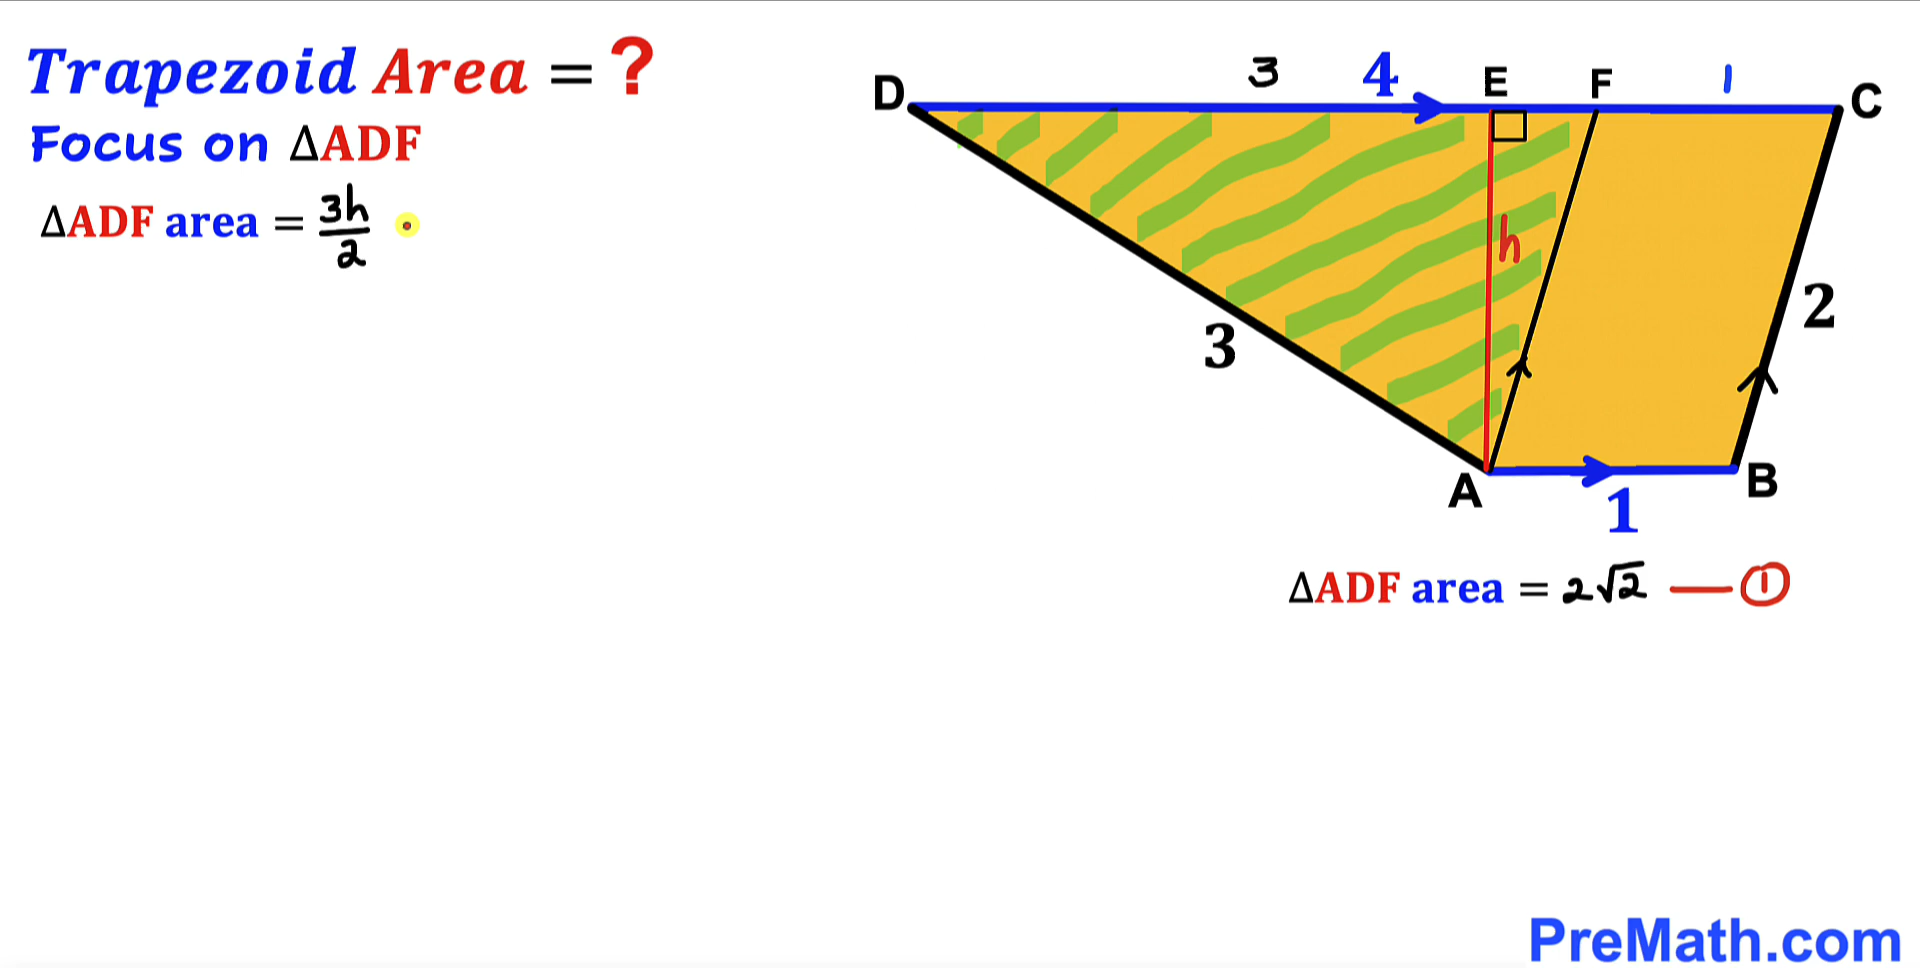 Trapezoid Area = ?
Focus on ΔADF
ΔADF area = 3h/2
D 3 4 E F 1 C
h
3
2
A
B
1
ΔADF area = 2√2 — ①
PreMath.com